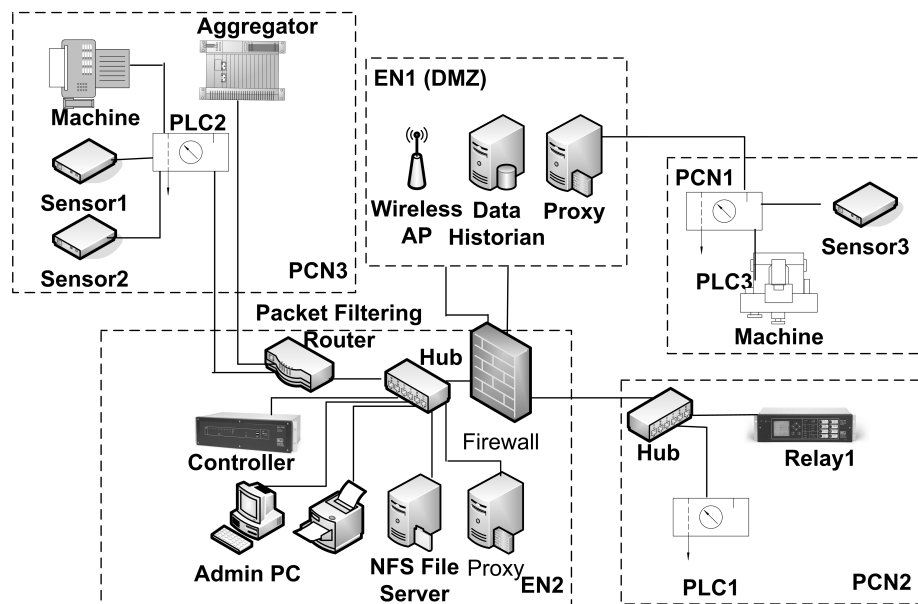 Aggregator
Machine
PLC2
Sensor1
Sensor2
PCN3
EN1 (DMZ)
Wireless
AP
Data
Historian
Proxy
PCN1
Sensor3
PLC3
Machine
Packet Filtering
Router
Hub
Firewall
Controller
Admin PC
NFS File
Server
Proxy
EN2
Hub
Relay1
PLC1
PCN2